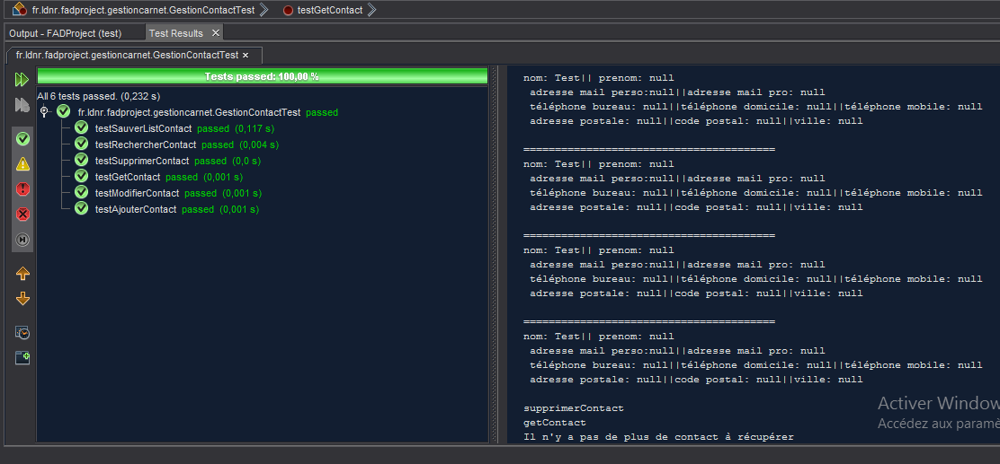 fr.ldnr.fadproject.gestioncarnet.GestionContactTest testGetContact
Output - FADProject (test) Test Results
fr.ldnr.fadproject.gestioncarnet.GestionContactTest
Tests passed: 100,00 %
All 6 tests passed. (0,232 s)
fr.ldnr.fadproject.gestioncarnet.GestionContactTest passed
testSauverListContact passed (0,117 s)
testRechercherContact passed (0,004 s)
testSupprimerContact passed (0,0 s)
testGetContact passed (0,001 s)
testModifierContact passed (0,001 s)
testAjouterContact passed (0,001 s)
nom: Test|| prenom: null
adresse mail perso:null||adresse mail pro: null
téléphone bureau: null||téléphone domicile: null||téléphone mobile: null
adresse postale: null||code postal: null||ville: null
========================================
nom: Test|| prenom: null
adresse mail perso:null||adresse mail pro: null
téléphone bureau: null||téléphone domicile: null||téléphone mobile: null
adresse postale: null||code postal: null||ville: null
========================================
nom: Test|| prenom: null
adresse mail perso:null||adresse mail pro: null
téléphone bureau: null||téléphone domicile: null||téléphone mobile: null
adresse postale: null||code postal: null||ville: null
========================================
nom: Test|| prenom: null
adresse mail perso:null||adresse mail pro: null
téléphone bureau: null||téléphone domicile: null||téléphone mobile: null
adresse postale: null||code postal: null||ville: null
supprimerContact
getContact
Il n'y a pas de plus de contact à récupérer
Activer Window
Accédez aux paramè